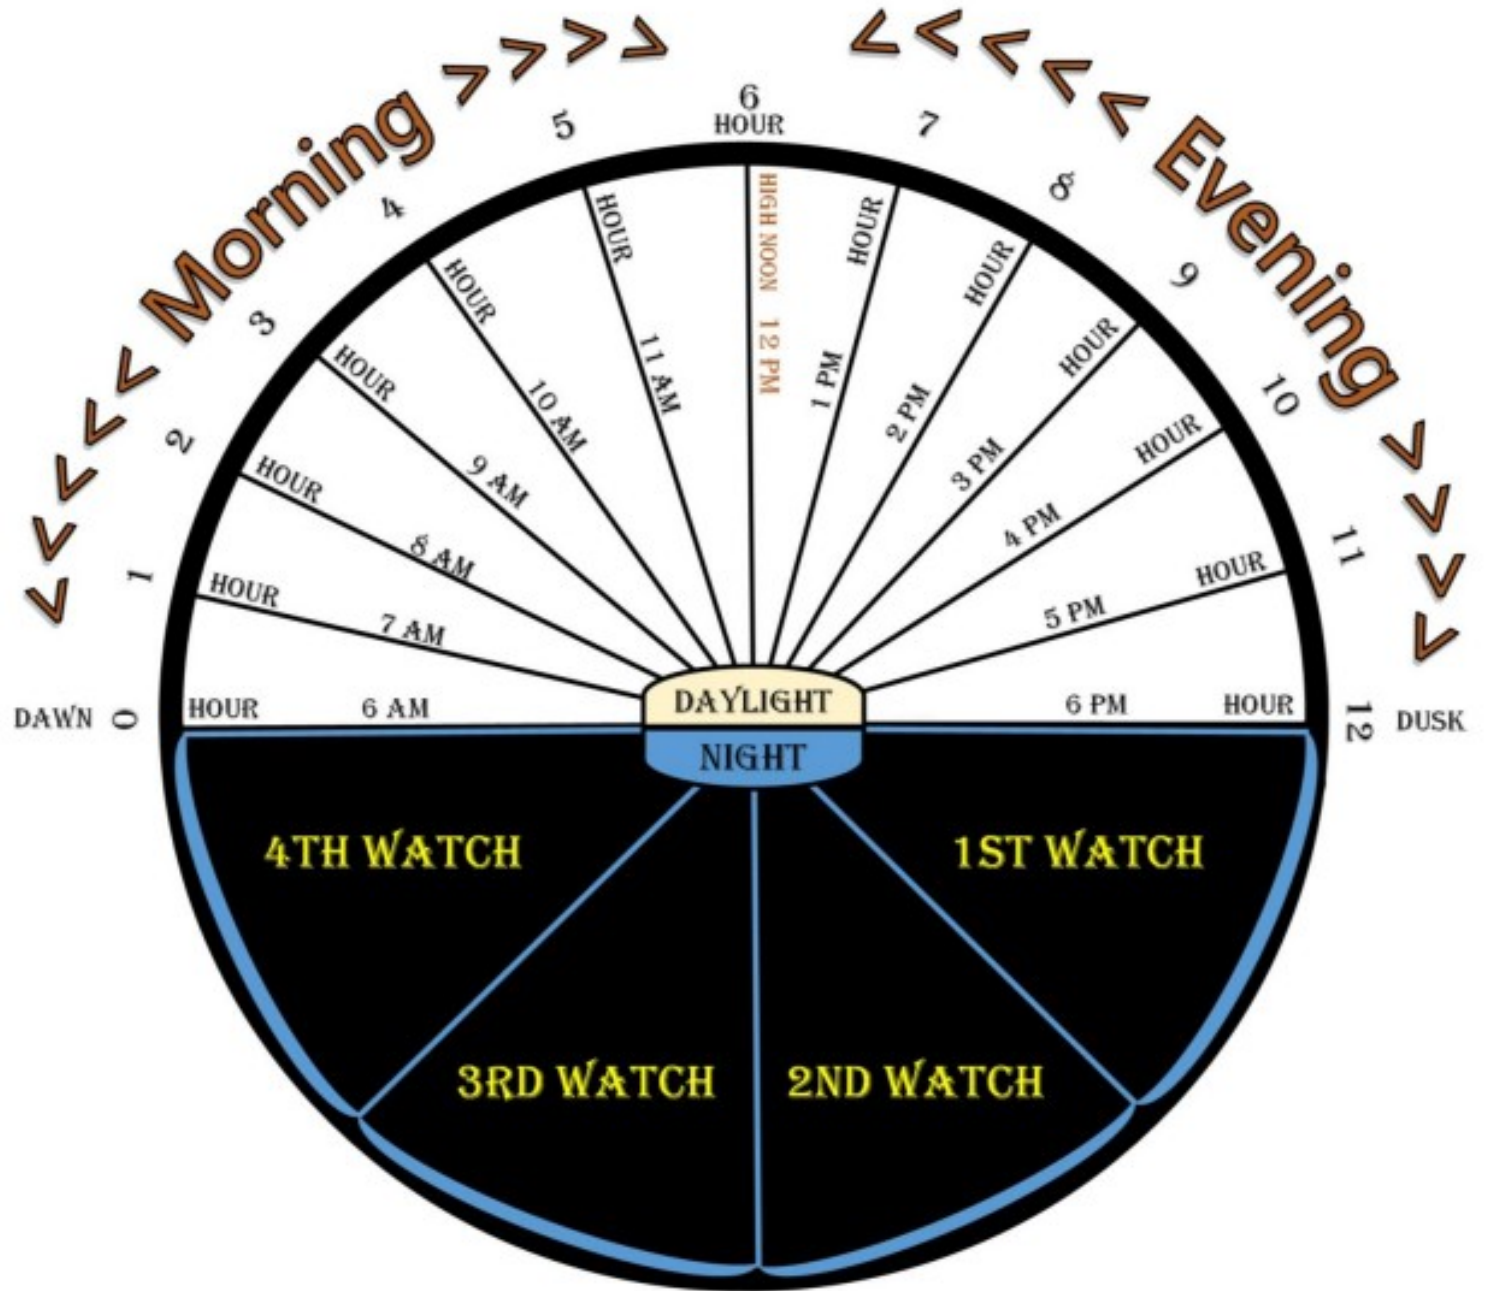 <<<<< Morning >>>>
<<<<< Evening >>>>
6
HOUR
5
7
4
8
3
9
2
10
1
11
DAWN 0
12 DUSK
HOUR 6 AM
HOUR 7 AM
HOUR 8 AM
HOUR 9 AM
HOUR 10 AM
HOUR 11 AM
HIGH NOON 12 PM
HOUR 1 PM
HOUR 2 PM
HOUR 3 PM
HOUR 4 PM
HOUR 5 PM
6 PM HOUR
DAYLIGHT
NIGHT
4TH WATCH
1ST WATCH
3RD WATCH
2ND WATCH